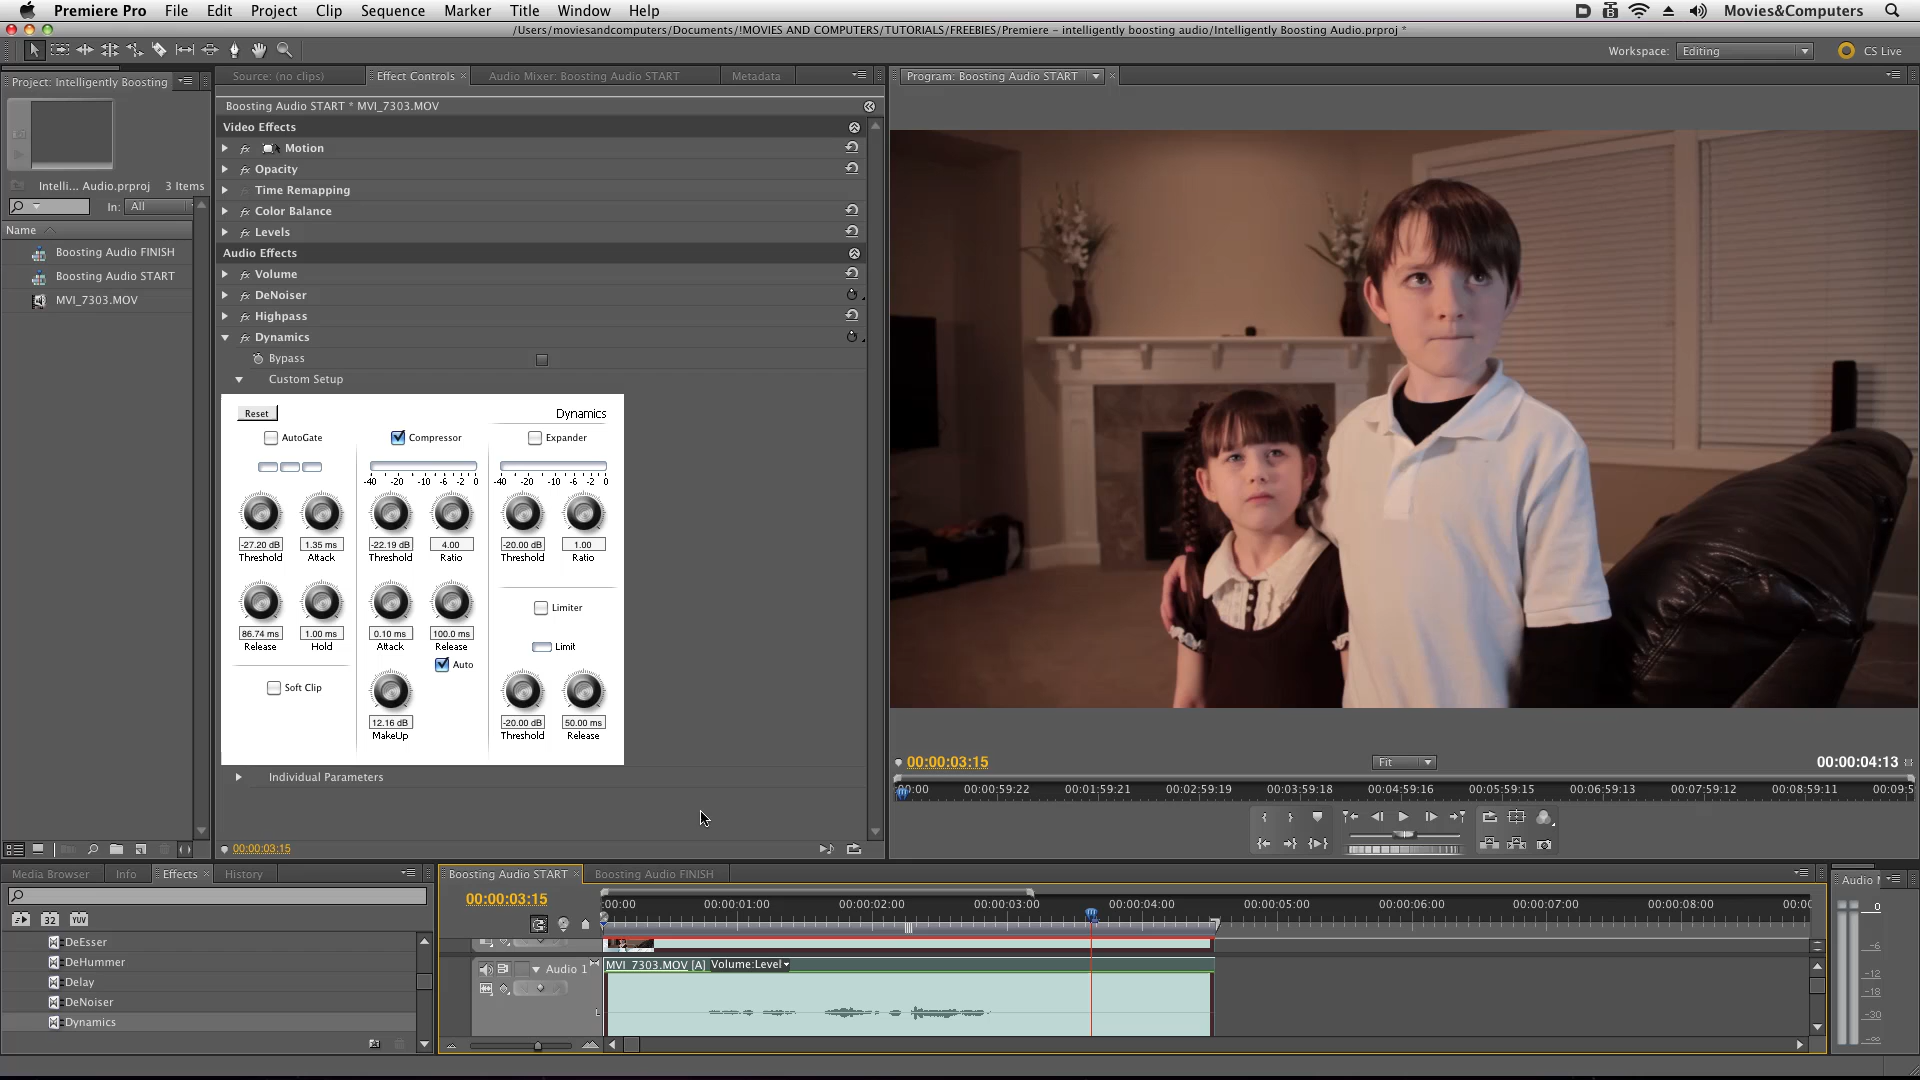 Premiere Pro File Edit Project Clip Sequence Marker Title Window Help Movies&Computers
/Users/moviesandcomputers/Documents/!MOVIES AND COMPUTERS/TUTORIALS/FREEBIES/Premiere – intelligently boosting audio/Intelligently Boosting Audio.prproj *
Workspace: Editing CS Live
Project: Intelligently Boosting
Intelli... Audio.prproj 3 Items
In: All
Name
Boosting Audio FINISH
Boosting Audio START
MVI_7303.MOV
Source: (no clips) Effect Controls Audio Mixer: Boosting Audio START Metadata
Boosting Audio START * MVI_7303.MOV
Video Effects
fx Motion
fx Opacity
Time Remapping
fx Color Balance
fx Levels
Audio Effects
fx Volume
fx DeNoiser
fx Highpass
fx Dynamics
Bypass
Custom Setup
Reset Dynamics
AutoGate Compressor Expander
-40 -20 -10 -6 -2 0 -40 -20 -10 -6 -2 0
-27.20 dB 1.35 ms -22.19 dB 4.00 -20.00 dB 1.00
Threshold Attack Threshold Ratio Threshold Ratio
Limiter
86.74 ms 1.00 ms 0.10 ms 100.0 ms
Release Hold Attack Release Limit
Auto
Soft Clip
12.16 dB -20.00 dB 50.00 ms
MakeUp Threshold Release
Individual Parameters
00:00:03:15
Program: Boosting Audio START
00:00:03:15 Fit 00:00:04:13
00:00 00:00:59:22 00:01:59:21 00:02:59:19 00:03:59:18 00:04:59:16 00:05:59:15 00:06:59:13 00:07:59:12 00:08:59:11 00:09:5
Media Browser Info Effects History
32 YUV
DeEsser
DeHummer
Delay
DeNoiser
Dynamics
Boosting Audio START Boosting Audio FINISH
00:00:03:15
:00:00 00:00:01:00 00:00:02:00 00:00:03:00 00:00:04:00 00:00:05:00 00:00:06:00 00:00:07:00 00:00:08:00 00:0
Audio 1 MVI_7303.MOV [A] Volume:Level
L
Audio
0
-6
-12
-18
-30
-∞